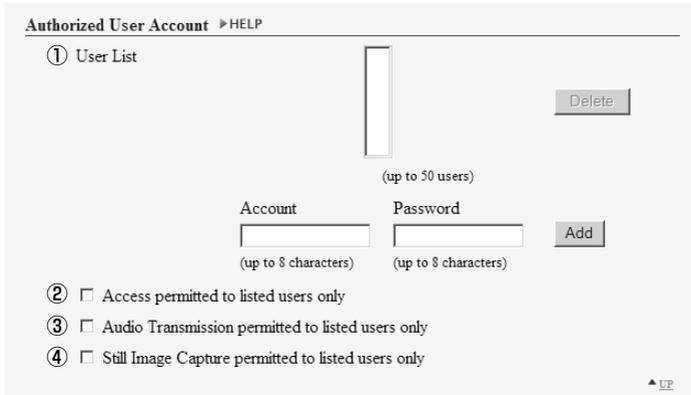 Authorized User Account ▶HELP
① User List
Delete
(up to 50 users)
Account Password
Add
(up to 8 characters) (up to 8 characters)
② Access permitted to listed users only
③ Audio Transmission permitted to listed users only
④ Still Image Capture permitted to listed users only
▲ UP